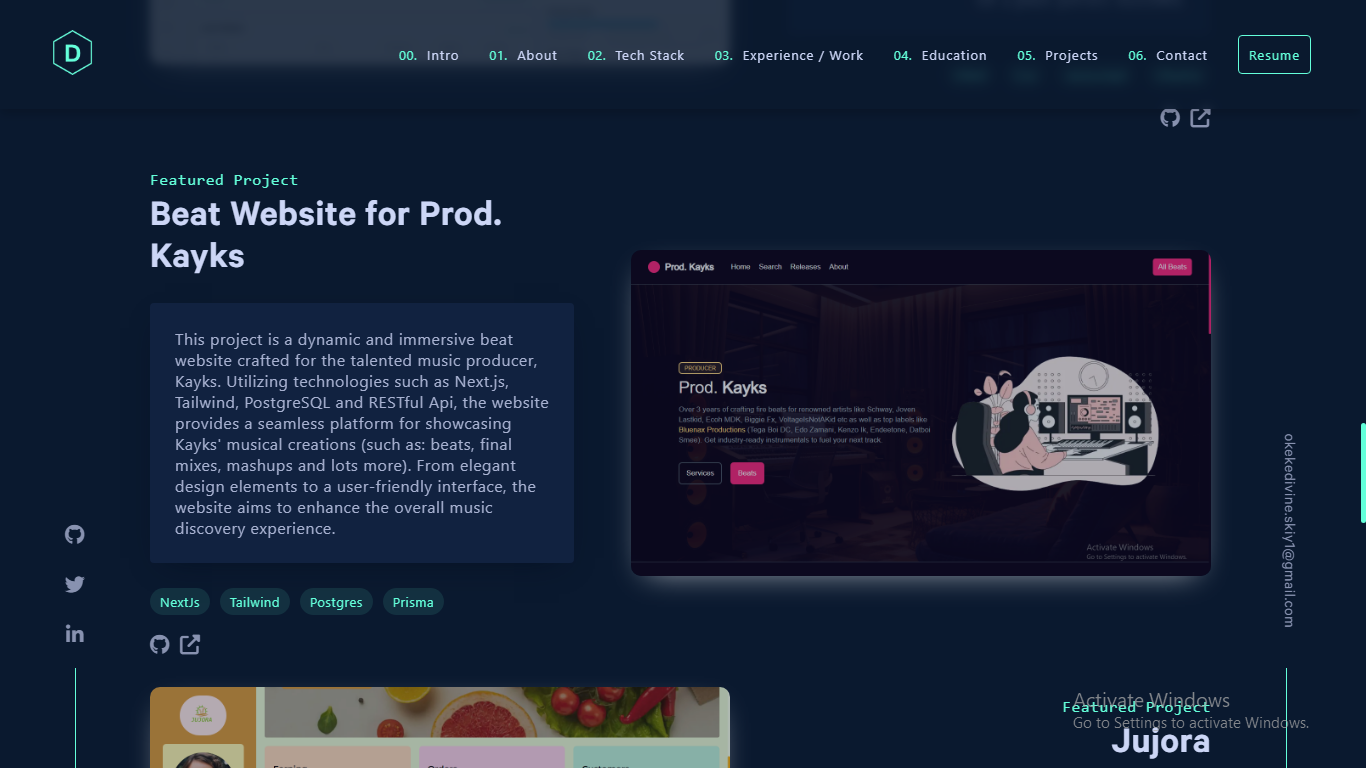 D
00. Intro
01. About
02. Tech Stack
03. Experience / Work
04. Education
05. Projects
06. Contact
Resume
Featured Project
Beat Website for Prod.
Kayks
This project is a dynamic and immersive beat
website crafted for the talented music producer,
Kayks. Utilizing technologies such as Next.js,
Tailwind, PostgreSQL and RESTful Api, the website
provides a seamless platform for showcasing
Kayks' musical creations (such as: beats, final
mixes, mashups and lots more). From elegant
design elements to a user-friendly interface, the
website aims to enhance the overall music
discovery experience.
NextJs
Tailwind
Postgres
Prisma
Prod. Kayks
Home
Search
Releases
About
All Beats
PRODUCER
Prod. Kayks
Over 3 years of crafting fire beats for renowned artists like Schway, Joven
Lastkid, Ecch MDK, Biggie Fx, VoltageIsNotAKid etc as well as top labels like
Bluenax Productions (Tega Boi DC, Edo Zamani, Kenzo Ik, Endeetone, Dalboi
Smee). Get industry-ready instrumentals to fuel your next track.
Services
Beats
Activate Windows
Go to Settings to activate Windows.
okekedivine.skiy1@gmail.com
JUJORA
Orders
Customers
Featured Project
Jujora
Activate Windows
Go to Settings to activate Windows.